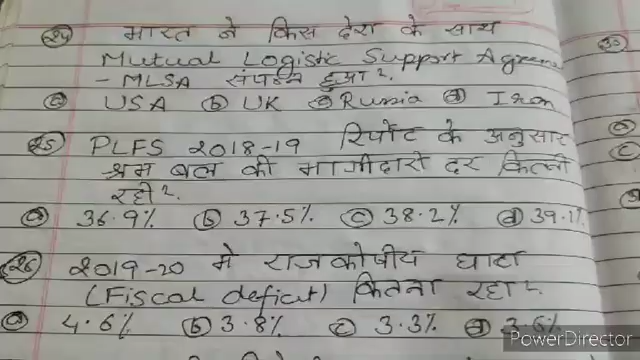 (24) भारत ने किस देश के साथ
Mutual Logistic Support Agreeme
- MLSA संपन्न हुआ ?
(a) USA (b) UK (c) Russia (d) Iran
(25) PLFS 2018-19 रिपोर्ट के अनुसार
श्रम बल की भागीदारी दर कितनी
रही ?
(a) 36.9% (b) 37.5% (c) 38.2% (d) 39.1%
(26) 2019-20 मे राजकोषीय घाटा
(Fiscal deficit) कितना रहा ?
(a) 4.6% (b) 3.8% (c) 3.3% (d) 3.6%
PowerDirector